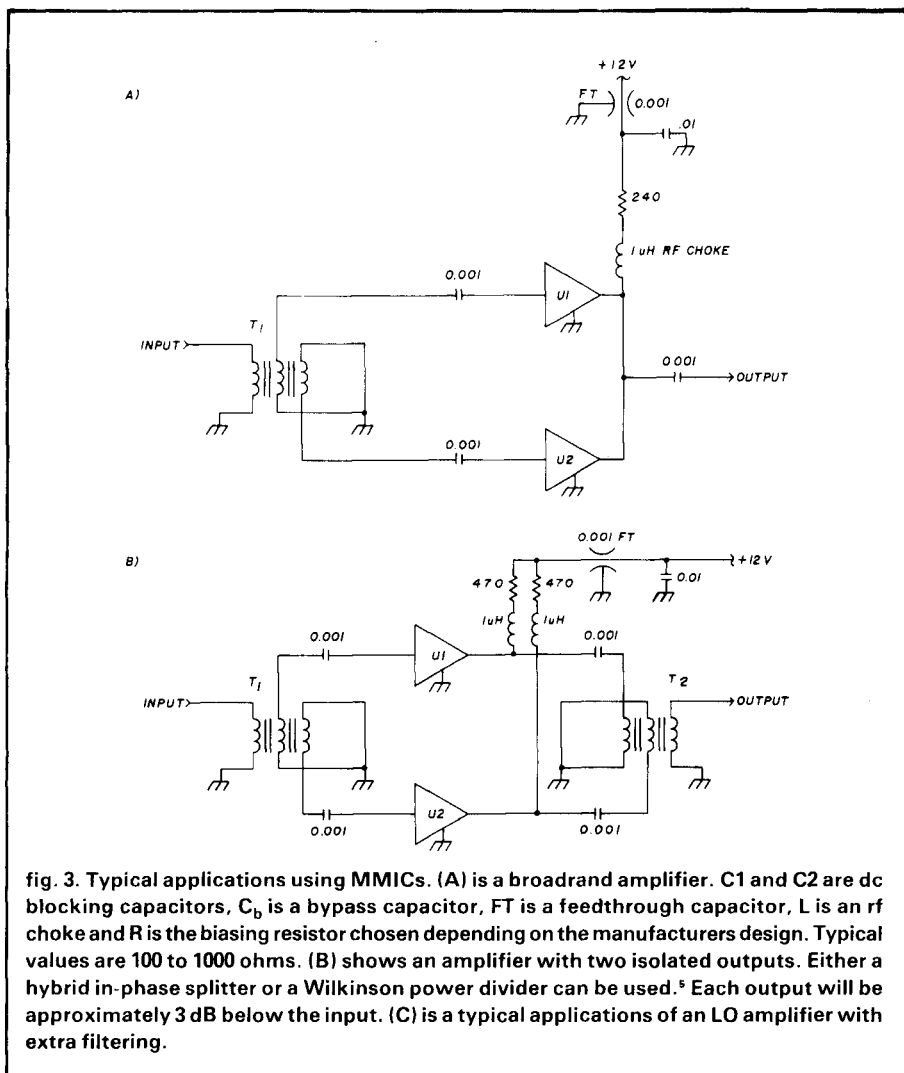 A)
+12V
FT
0.001
.01
240
1uH RF CHOKE
0.001
U1
T1
INPUT
0.001
OUTPUT
0.001
U2
B)
0.001 FT
+12V
470
470
0.01
1uH
1uH
0.001
U1
0.001
T1
T2
INPUT
OUTPUT
U2
0.001
0.001
fig. 3. Typical applications using MMICs. (A) is a broadrand amplifier. C1 and C2 are dc
blocking capacitors, Cb is a bypass capacitor, FT is a feedthrough capacitor, L is an rf
choke and R is the biasing resistor chosen depending on the manufacturers design. Typical
values are 100 to 1000 ohms. (B) shows an amplifier with two isolated outputs. Either a
hybrid in-phase splitter or a Wilkinson power divider can be used.⁵ Each output will be
approximately 3 dB below the input. (C) is a typical applications of an LO amplifier with
extra filtering.